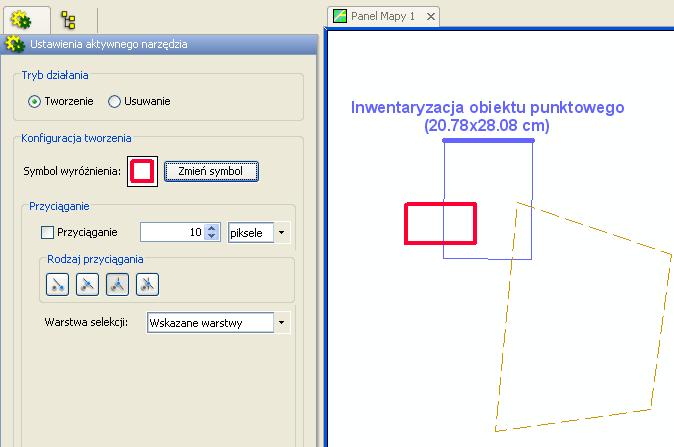 Panel Mapy 1
Ustawienia aktywnego narzędzia
Tryb działania
Tworzenie
Usuwanie
Konfiguracja tworzenia
Symbol wyróżnienia:
Zmień symbol
Przyciąganie
Przyciąganie
10
piksele
Rodzaj przyciągania
Warstwa selekcji:
Wskazane warstwy
Inwentaryzacja obiektu punktowego
(20.78x28.08 cm)